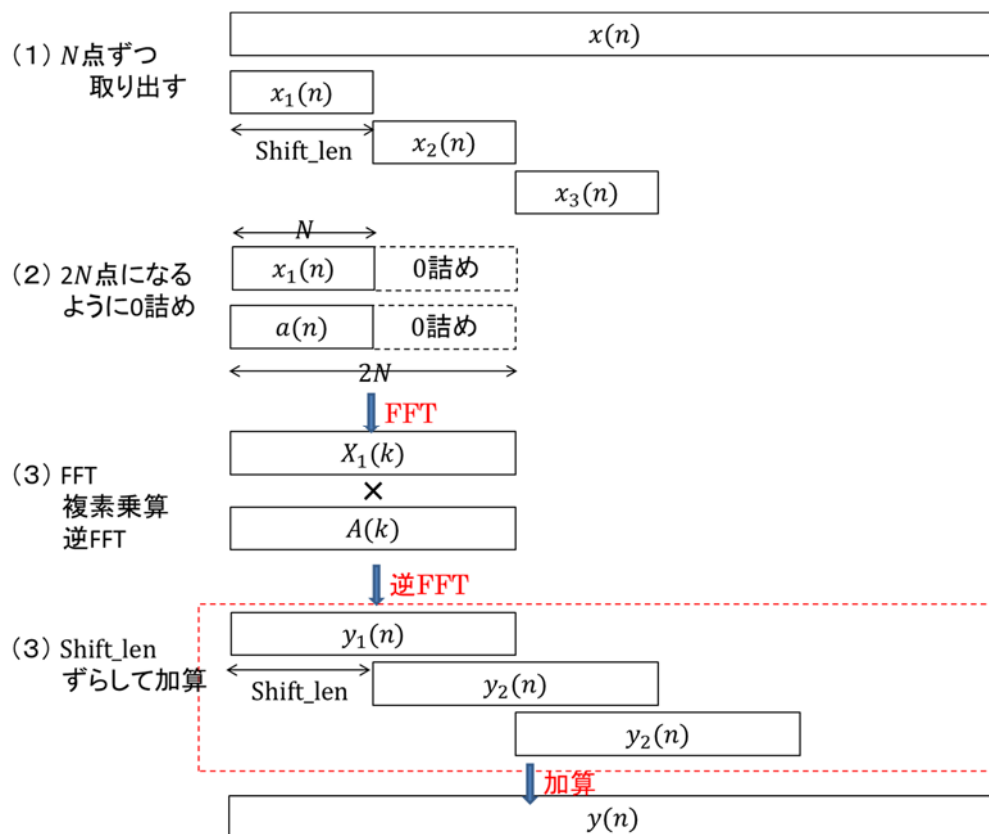 x(n)
（1） N点ずつ
取り出す
x₁(n)
Shift_len
x₂(n)
x₃(n)
N
（2） 2N点になる
ように0詰め
x₁(n)
0詰め
a(n)
0詰め
2N
FFT
X₁(k)
（3） FFT
複素乗算
逆FFT
×
A(k)
逆FFT
y₁(n)
（3） Shift_len
ずらして加算
Shift_len
y₂(n)
y₂(n)
加算
y(n)